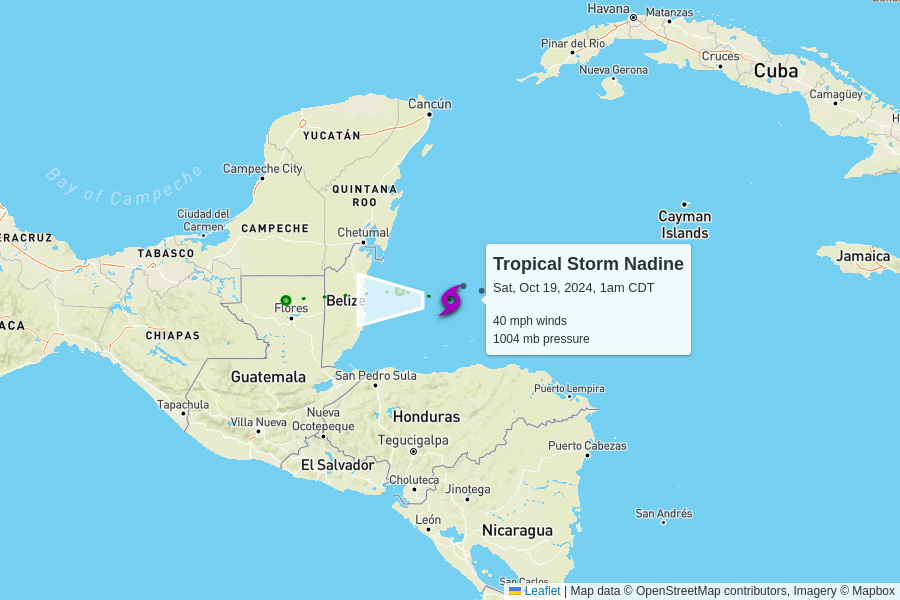 Havana
Matanzas
Pinar del Río
Cruces
Nueva Gerona
Cuba
Camagüey
H
Cancún
YUCATÁN
Bay of Campeche
Campeche City
QUINTANA
ROO
Ciudad del
Carmen
CAMPECHE
Chetumal
Cayman
Islands
ERACRUZ
TABASCO
Jamaica
Tropical Storm Nadine
Sat, Oct 19, 2024, 1am CDT
40 mph winds
1004 mb pressure
Belize
Flores
ACA
CHIAPAS
Guatemala
San Pedro Sula
Puerto Lempira
Tapachula
Nueva
Ocotepeque
Villa Nueva
Honduras
Tegucigalpa
Puerto Cabezas
El Salvador
Choluteca
Jinotega
León
San Andrés
Nicaragua
San Carlos
Leaflet | Map data © OpenStreetMap contributors, Imagery © Mapbox